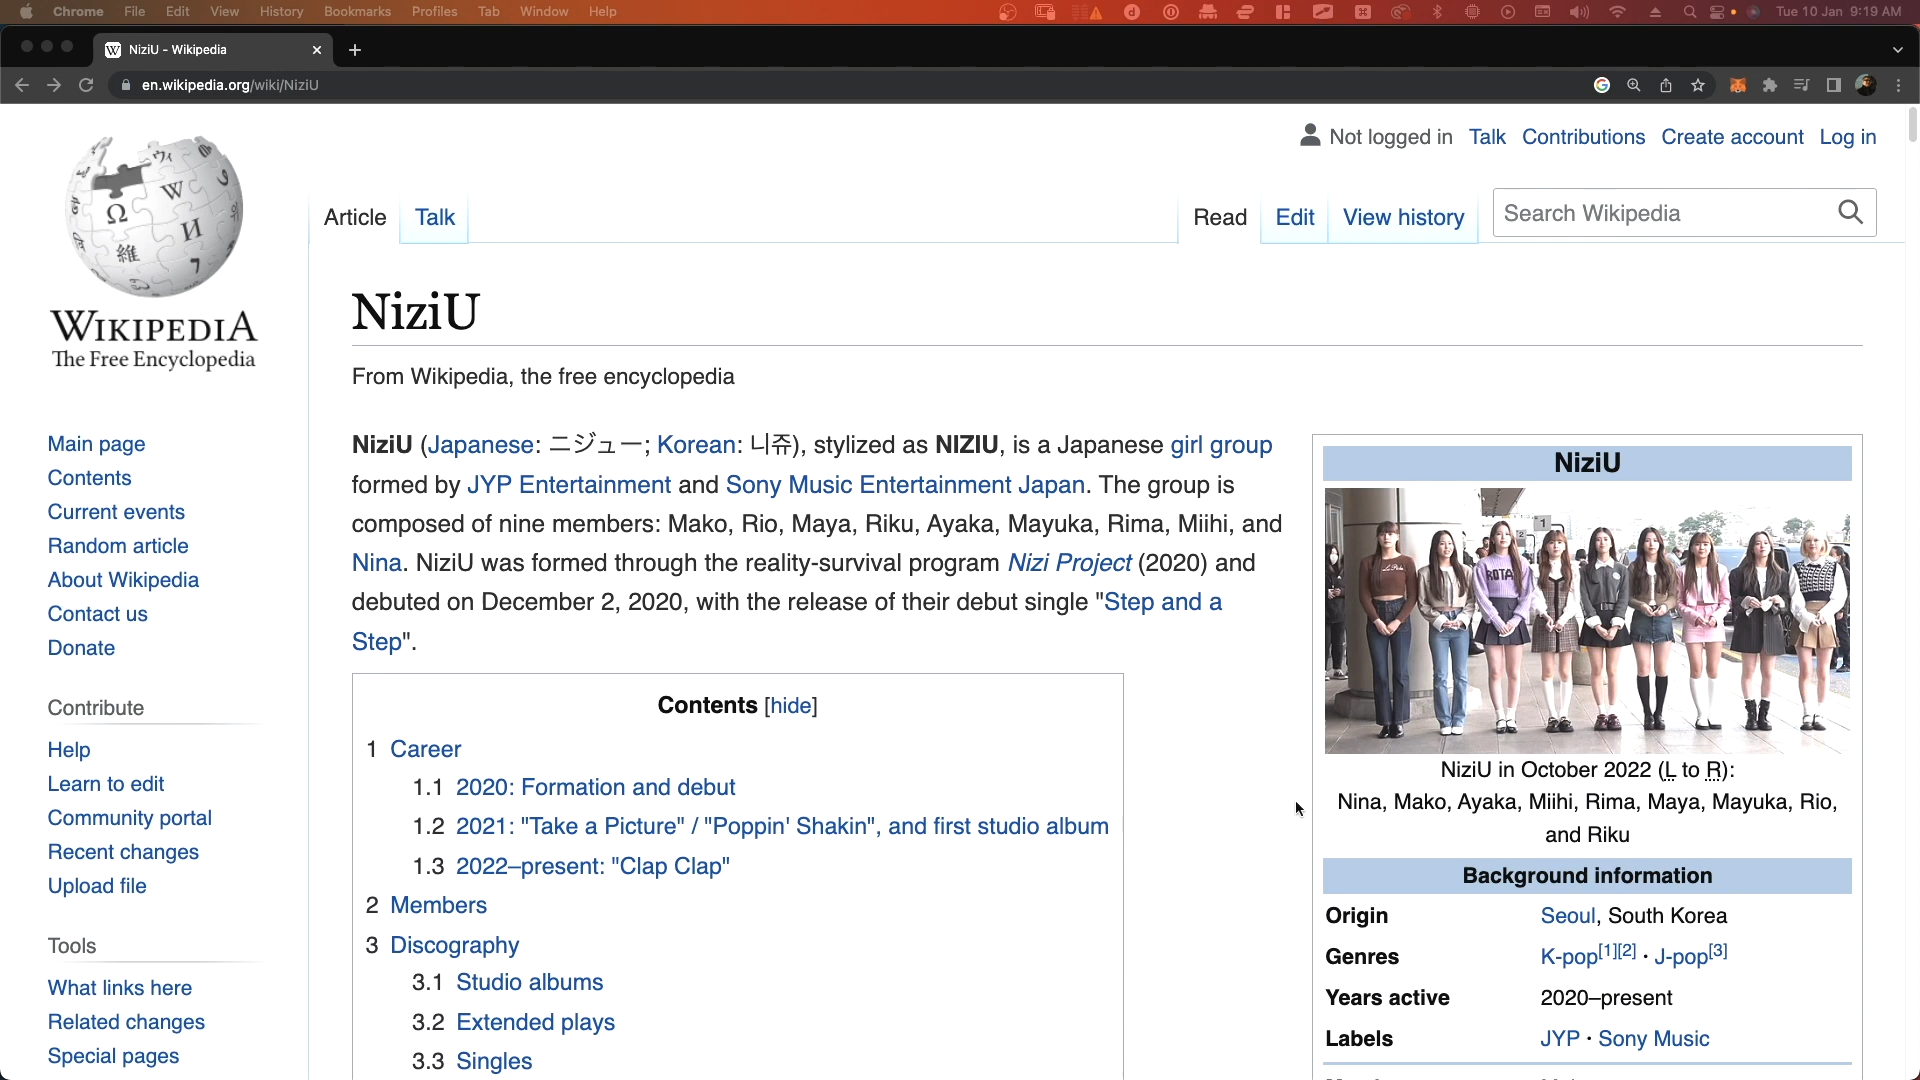 Chrome File Edit View History Bookmarks Profiles Tab Window Help Tue 10 Jan 9:19 AM
NiziU - Wikipedia
en.wikipedia.org/wiki/NiziU
Not logged in Talk Contributions Create account Log in
Article Talk Read Edit View history Search Wikipedia
WIKIPEDIA
The Free Encyclopedia
Main page
Contents
Current events
Random article
About Wikipedia
Contact us
Donate
Contribute
Help
Learn to edit
Community portal
Recent changes
Upload file
Tools
What links here
Related changes
Special pages
NiziU
From Wikipedia, the free encyclopedia
NiziU (Japanese: ニジュー; Korean: 니쥬), stylized as NIZIU, is a Japanese girl group
formed by JYP Entertainment and Sony Music Entertainment Japan. The group is
composed of nine members: Mako, Rio, Maya, Riku, Ayaka, Mayuka, Rima, Miihi, and
Nina. NiziU was formed through the reality-survival program Nizi Project (2020) and
debuted on December 2, 2020, with the release of their debut single "Step and a
Step".
Contents [hide]
1 Career
1.1 2020: Formation and debut
1.2 2021: "Take a Picture" / "Poppin' Shakin", and first studio album
1.3 2022–present: "Clap Clap"
2 Members
3 Discography
3.1 Studio albums
3.2 Extended plays
3.3 Singles
NiziU
ROTA
NiziU in October 2022 (L to R):
Nina, Mako, Ayaka, Miihi, Rima, Maya, Mayuka, Rio,
and Riku
Background information
Origin Seoul, South Korea
Genres K-pop[1][2] · J-pop[3]
Years active 2020–present
Labels JYP · Sony Music